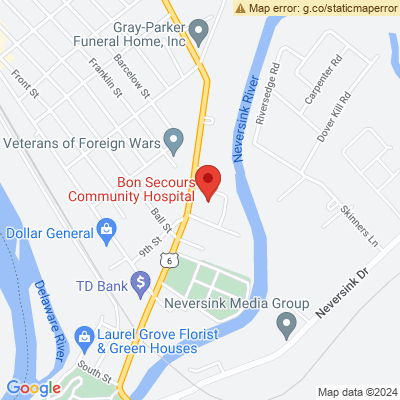 Map error: g.co/staticmaperror
Gray-Parker
Funeral Home, Inc
Front St
Franklin St
Barcelow St
Neversink River
Riversedge Rd
Carpenter Rd
Dover Kill Rd
Veterans of Foreign Wars
Bon Secours
Community Hospital
Skinners Ln
Dollar General
Ball St
9th St
6
TD Bank
Neversink Media Group
Neversink Dr
Delaware River
Laurel Grove Florist
& Green Houses
South St
Google
Map data ©2024